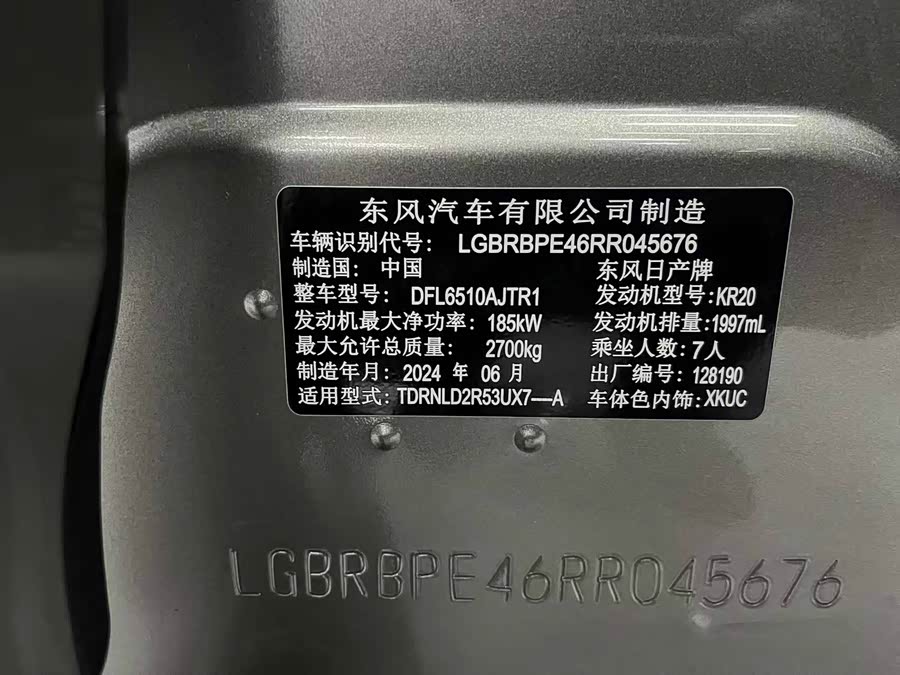 东风汽车有限公司制造
车辆识别代号: LGBRBPE46RR045676
制造国: 中国 东风日产牌
整车型号: DFL6510AJTR1 发动机型号:KR20
发动机最大净功率: 185kW 发动机排量:1997mL
最大允许总质量: 2700kg 乘坐人数: 7人
制造年月: 2024 年 06 月 出厂编号: 128190
适用型式: TDRNLD2R53UX7----A 车体色内饰: XKUC
LGBRBPE46RR045676